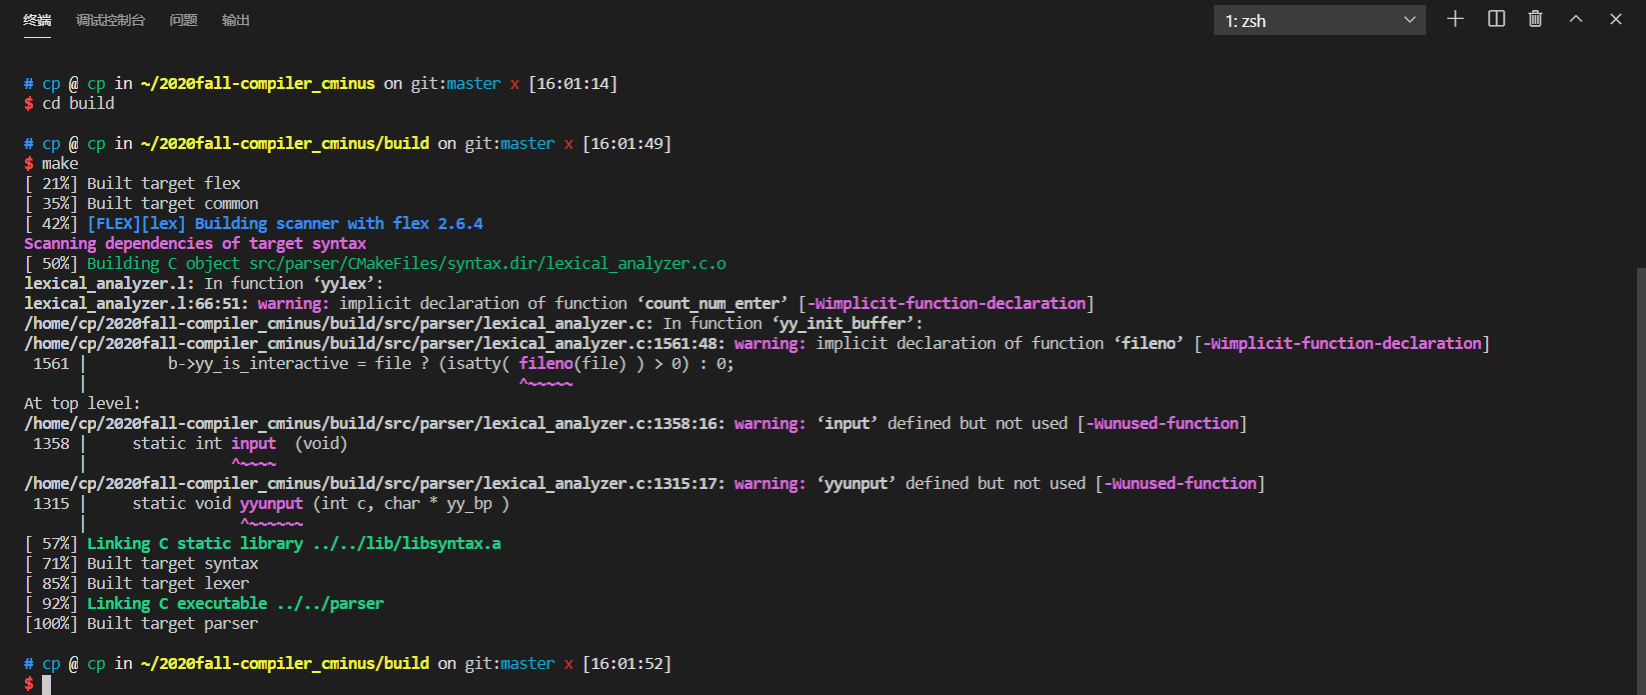 终端 调试控制台 问题 输出 1: zsh
# cp @ cp in ~/2020fall-compiler_cminus on git:master x [16:01:14]
$ cd build
# cp @ cp in ~/2020fall-compiler_cminus/build on git:master x [16:01:49]
$ make
[ 21%] Built target flex
[ 35%] Built target common
[ 42%] [FLEX][lex] Building scanner with flex 2.6.4
Scanning dependencies of target syntax
[ 50%] Building C object src/parser/CMakeFiles/syntax.dir/lexical_analyzer.c.o
lexical_analyzer.l: In function ‘yylex’:
lexical_analyzer.l:66:51: warning: implicit declaration of function ‘count_num_enter’ [-Wimplicit-function-declaration]
/home/cp/2020fall-compiler_cminus/build/src/parser/lexical_analyzer.c: In function ‘yy_init_buffer’:
/home/cp/2020fall-compiler_cminus/build/src/parser/lexical_analyzer.c:1561:48: warning: implicit declaration of function ‘fileno’ [-Wimplicit-function-declaration]
 1561 |         b->yy_is_interactive = file ? (isatty( fileno(file) ) > 0) : 0;
      |                                                ^~~~~~
At top level:
/home/cp/2020fall-compiler_cminus/build/src/parser/lexical_analyzer.c:1358:16: warning: ‘input’ defined but not used [-Wunused-function]
 1358 |     static int input  (void)
      |                ^~~~~
/home/cp/2020fall-compiler_cminus/build/src/parser/lexical_analyzer.c:1315:17: warning: ‘yyunput’ defined but not used [-Wunused-function]
 1315 |     static void yyunput (int c, char * yy_bp )
      |                 ^~~~~~~
[ 57%] Linking C static library ../../lib/libsyntax.a
[ 71%] Built target syntax
[ 85%] Built target lexer
[ 92%] Linking C executable ../../parser
[100%] Built target parser
# cp @ cp in ~/2020fall-compiler_cminus/build on git:master x [16:01:52]
$